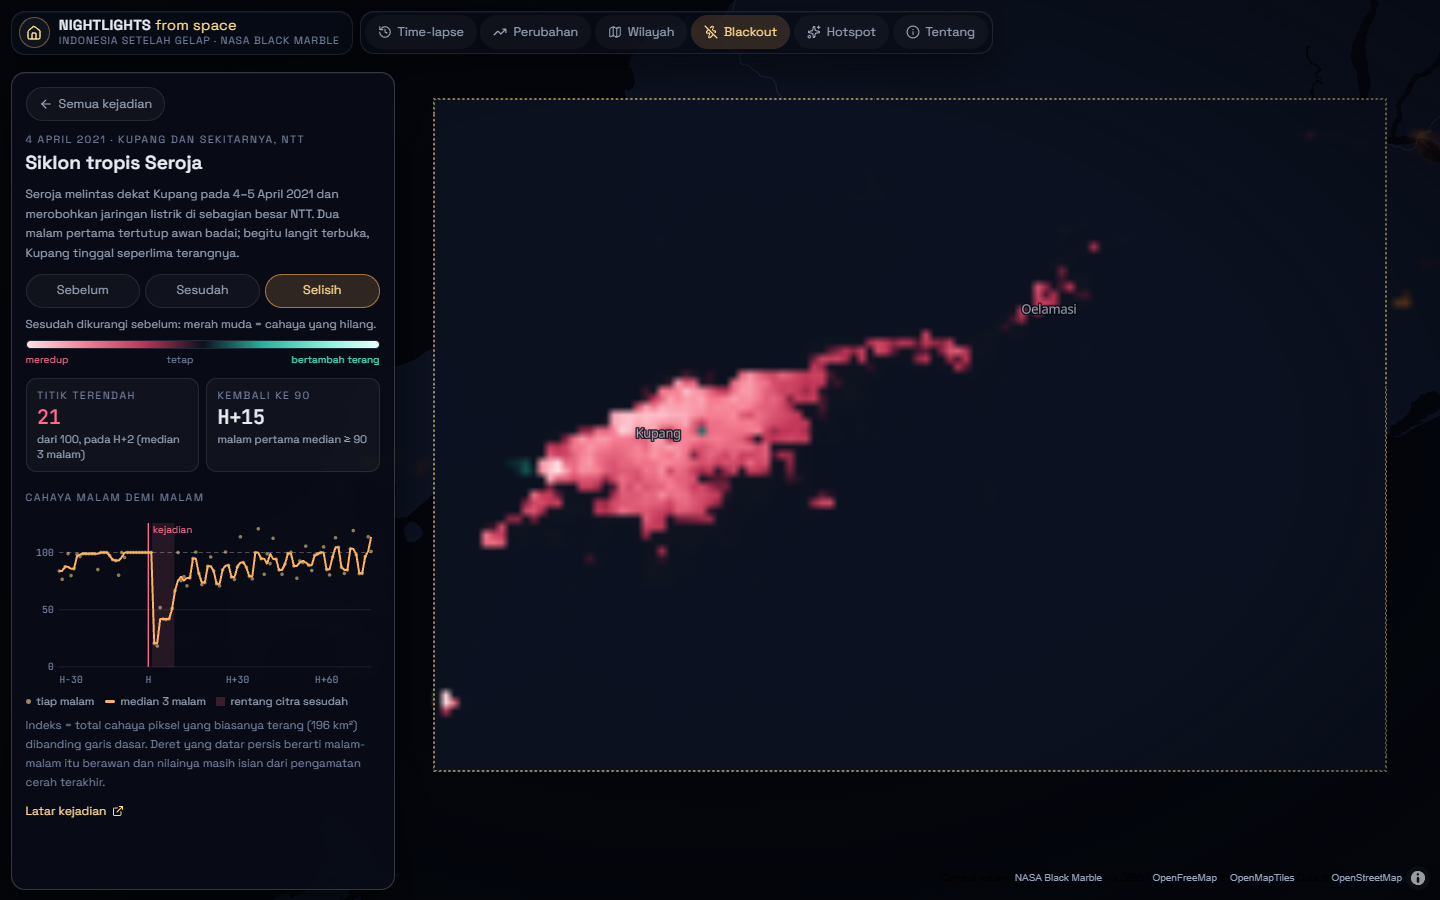 NIGHTLIGHTS from space
INDONESIA SETELAH GELAP · NASA BLACK MARBLE
Time-lapse
Perubahan
Wilayah
Blackout
Hotspot
Tentang
Semua kejadian
4 APRIL 2021 · KUPANG DAN SEKITARNYA, NTT
Siklon tropis Seroja
Seroja melintas dekat Kupang pada 4–5 April 2021 dan
merobohkan jaringan listrik di sebagian besar NTT. Dua
malam pertama tertutup awan badai; begitu langit terbuka,
Kupang tinggal seperlima terangnya.
Sebelum
Sesudah
Selisih
Sesudah dikurangi sebelum: merah muda = cahaya yang hilang.
meredup
tetap
bertambah terang
TITIK TERENDAH
21
dari 100, pada H+2 (median
3 malam)
KEMBALI KE 90
H+15
malam pertama median ≥ 90
CAHAYA MALAM DEMI MALAM
kejadian
100
50
0
H-30
H
H+30
H+60
tiap malam
median 3 malam
rentang citra sesudah
Indeks = total cahaya piksel yang biasanya terang (196 km²)
dibanding garis dasar. Deret yang datar persis berarti malam-
malam itu berawan dan nilainya masih isian dari pengamatan
cerah terakhir.
Latar kejadian
Oelamasi
Kupang
NASA Black Marble
OpenFreeMap
OpenMapTiles
OpenStreetMap